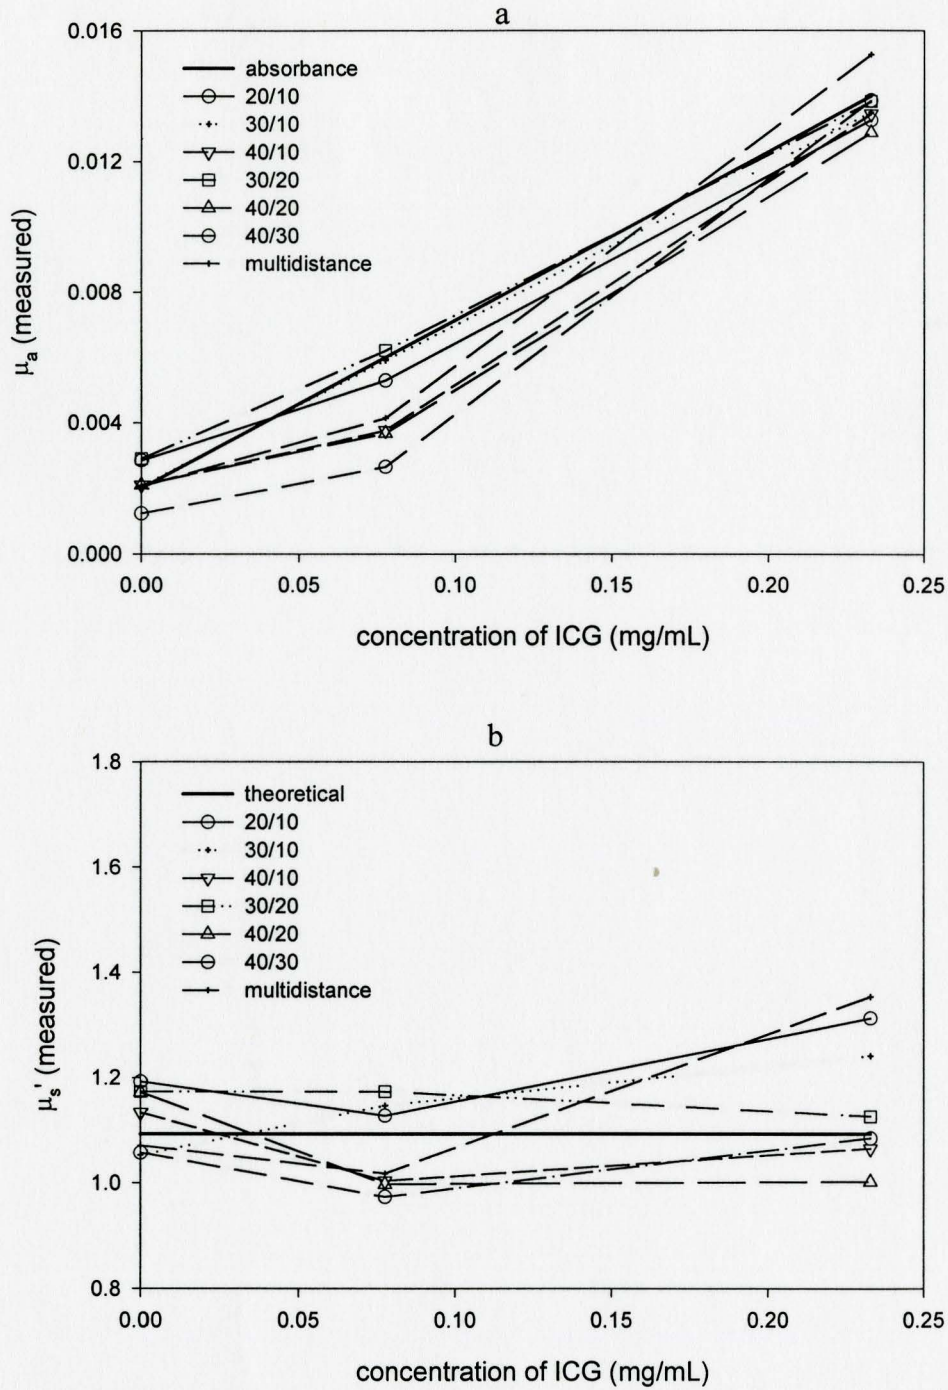 a
0.016
0.012
0.008
0.004
0.000
μa (measured)
absorbance
20/10
30/10
40/10
30/20
40/20
40/30
multidistance
0.00 0.05 0.10 0.15 0.20 0.25
concentration of ICG (mg/mL)
b
1.8
1.6
1.4
1.2
1.0
0.8
μs' (measured)
theoretical
20/10
30/10
40/10
30/20
40/20
40/30
multidistance
0.00 0.05 0.10 0.15 0.20 0.25
concentration of ICG (mg/mL)